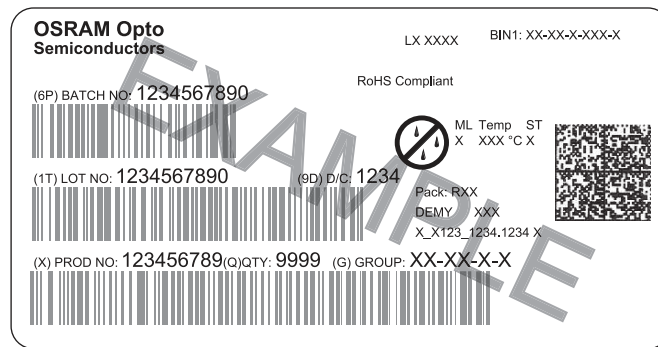 OSRAM Opto
Semiconductors
LX XXXX
BIN1: XX-XX-X-XXX-X
RoHS Compliant
(6P) BATCH NO: 1234567890
ML Temp ST
X XXX °C X
(1T) LOT NO: 1234567890
(9D) D/C: 1234
Pack: RXX
DEMY XXX
X_X123_1234.1234 X
(X) PROD NO: 123456789(Q)QTY: 9999
(G) GROUP: XX-XX-X-X
EXAMPLE